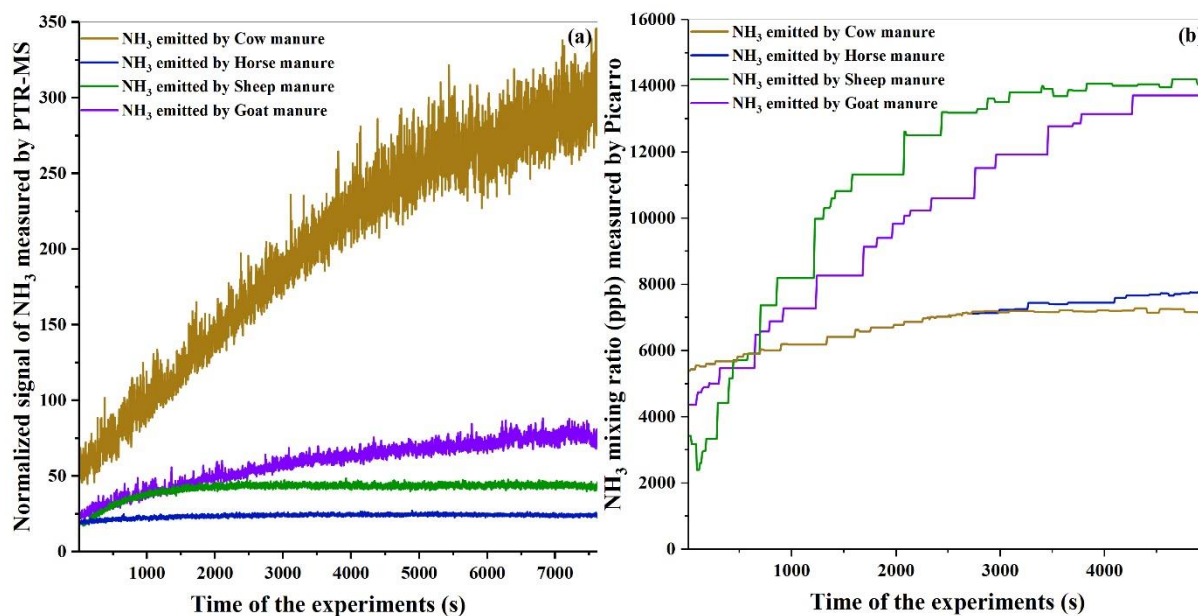 Normalized signal of NH₃ measured by PTR-MS
350
300
250
200
150
100
50
0
NH₃ emitted by Cow manure
NH₃ emitted by Horse manure
NH₃ emitted by Sheep manure
NH₃ emitted by Goat manure
(a)
1000 2000 3000 4000 5000 6000 7000
Time of the experiments (s)
NH₃ mixing ratio (ppb) measured by Picarro
16000
14000
12000
10000
8000
6000
4000
2000
0
NH₃ emitted by Cow manure
NH₃ emitted by Horse manure
NH₃ emitted by Sheep manure
NH₃ emitted by Goat manure
(b)
1000 2000 3000 4000
Time of the experiments (s)